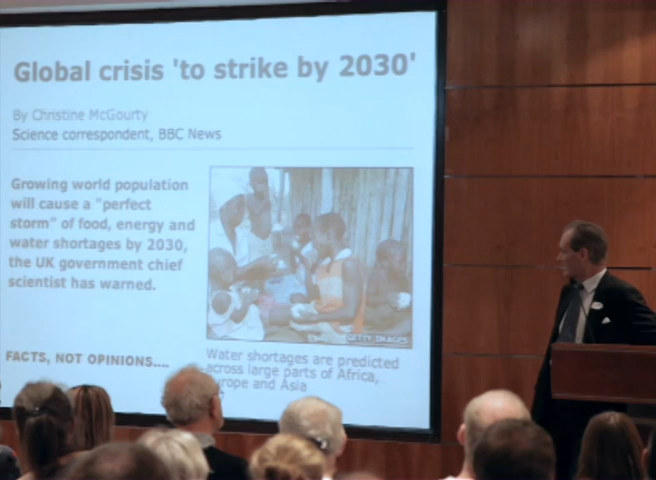 Global crisis 'to strike by 2030'
By Christine McGourty
Science correspondent, BBC News
Growing world population
will cause a "perfect
storm" of food, energy and
water shortages by 2030,
the UK government chief
scientist has warned.
GETTY IMAGES
Water shortages are predicted
across large parts of Africa,
Europe and Asia
FACTS, NOT OPINIONS....